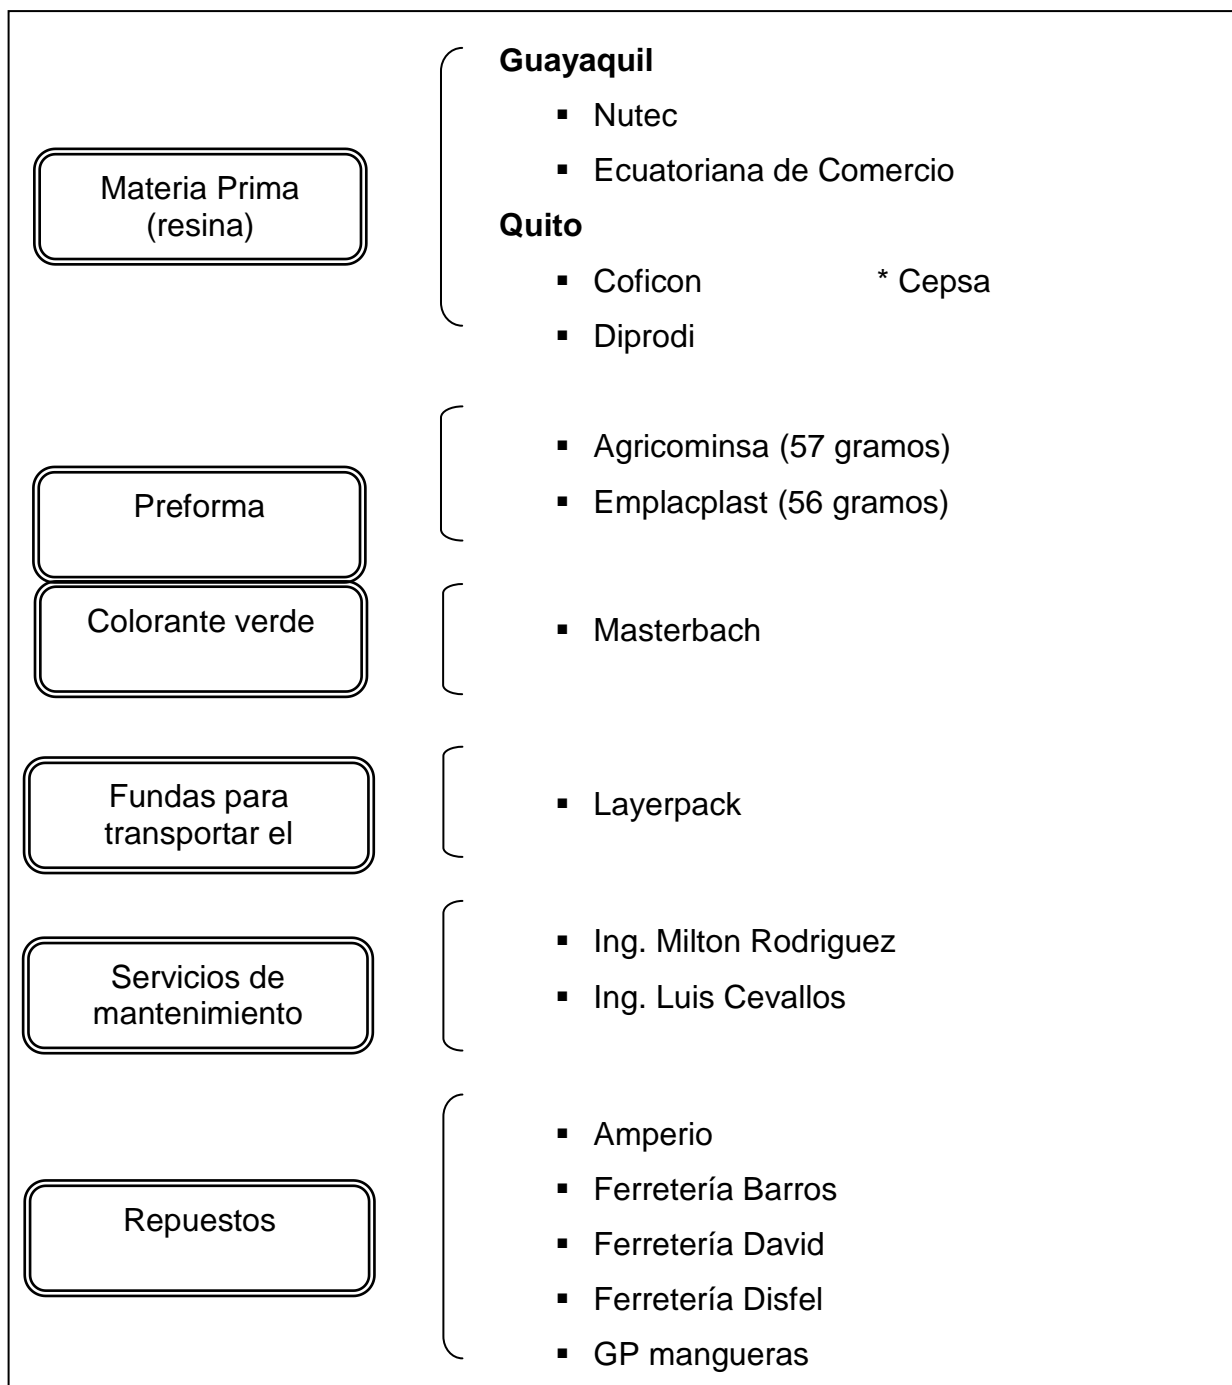 Materia Prima
(resina)
Guayaquil
▪ Nutec
▪ Ecuatoriana de Comercio
Quito
▪ Coficon * Cepsa
▪ Diprodi
Preforma
▪ Agricominsa (57 gramos)
▪ Emplacplast (56 gramos)
Colorante verde
▪ Masterbach
Fundas para
transportar el
▪ Layerpack
Servicios de
mantenimiento
▪ Ing. Milton Rodriguez
▪ Ing. Luis Cevallos
Repuestos
▪ Amperio
▪ Ferretería Barros
▪ Ferretería David
▪ Ferretería Disfel
▪ GP mangueras